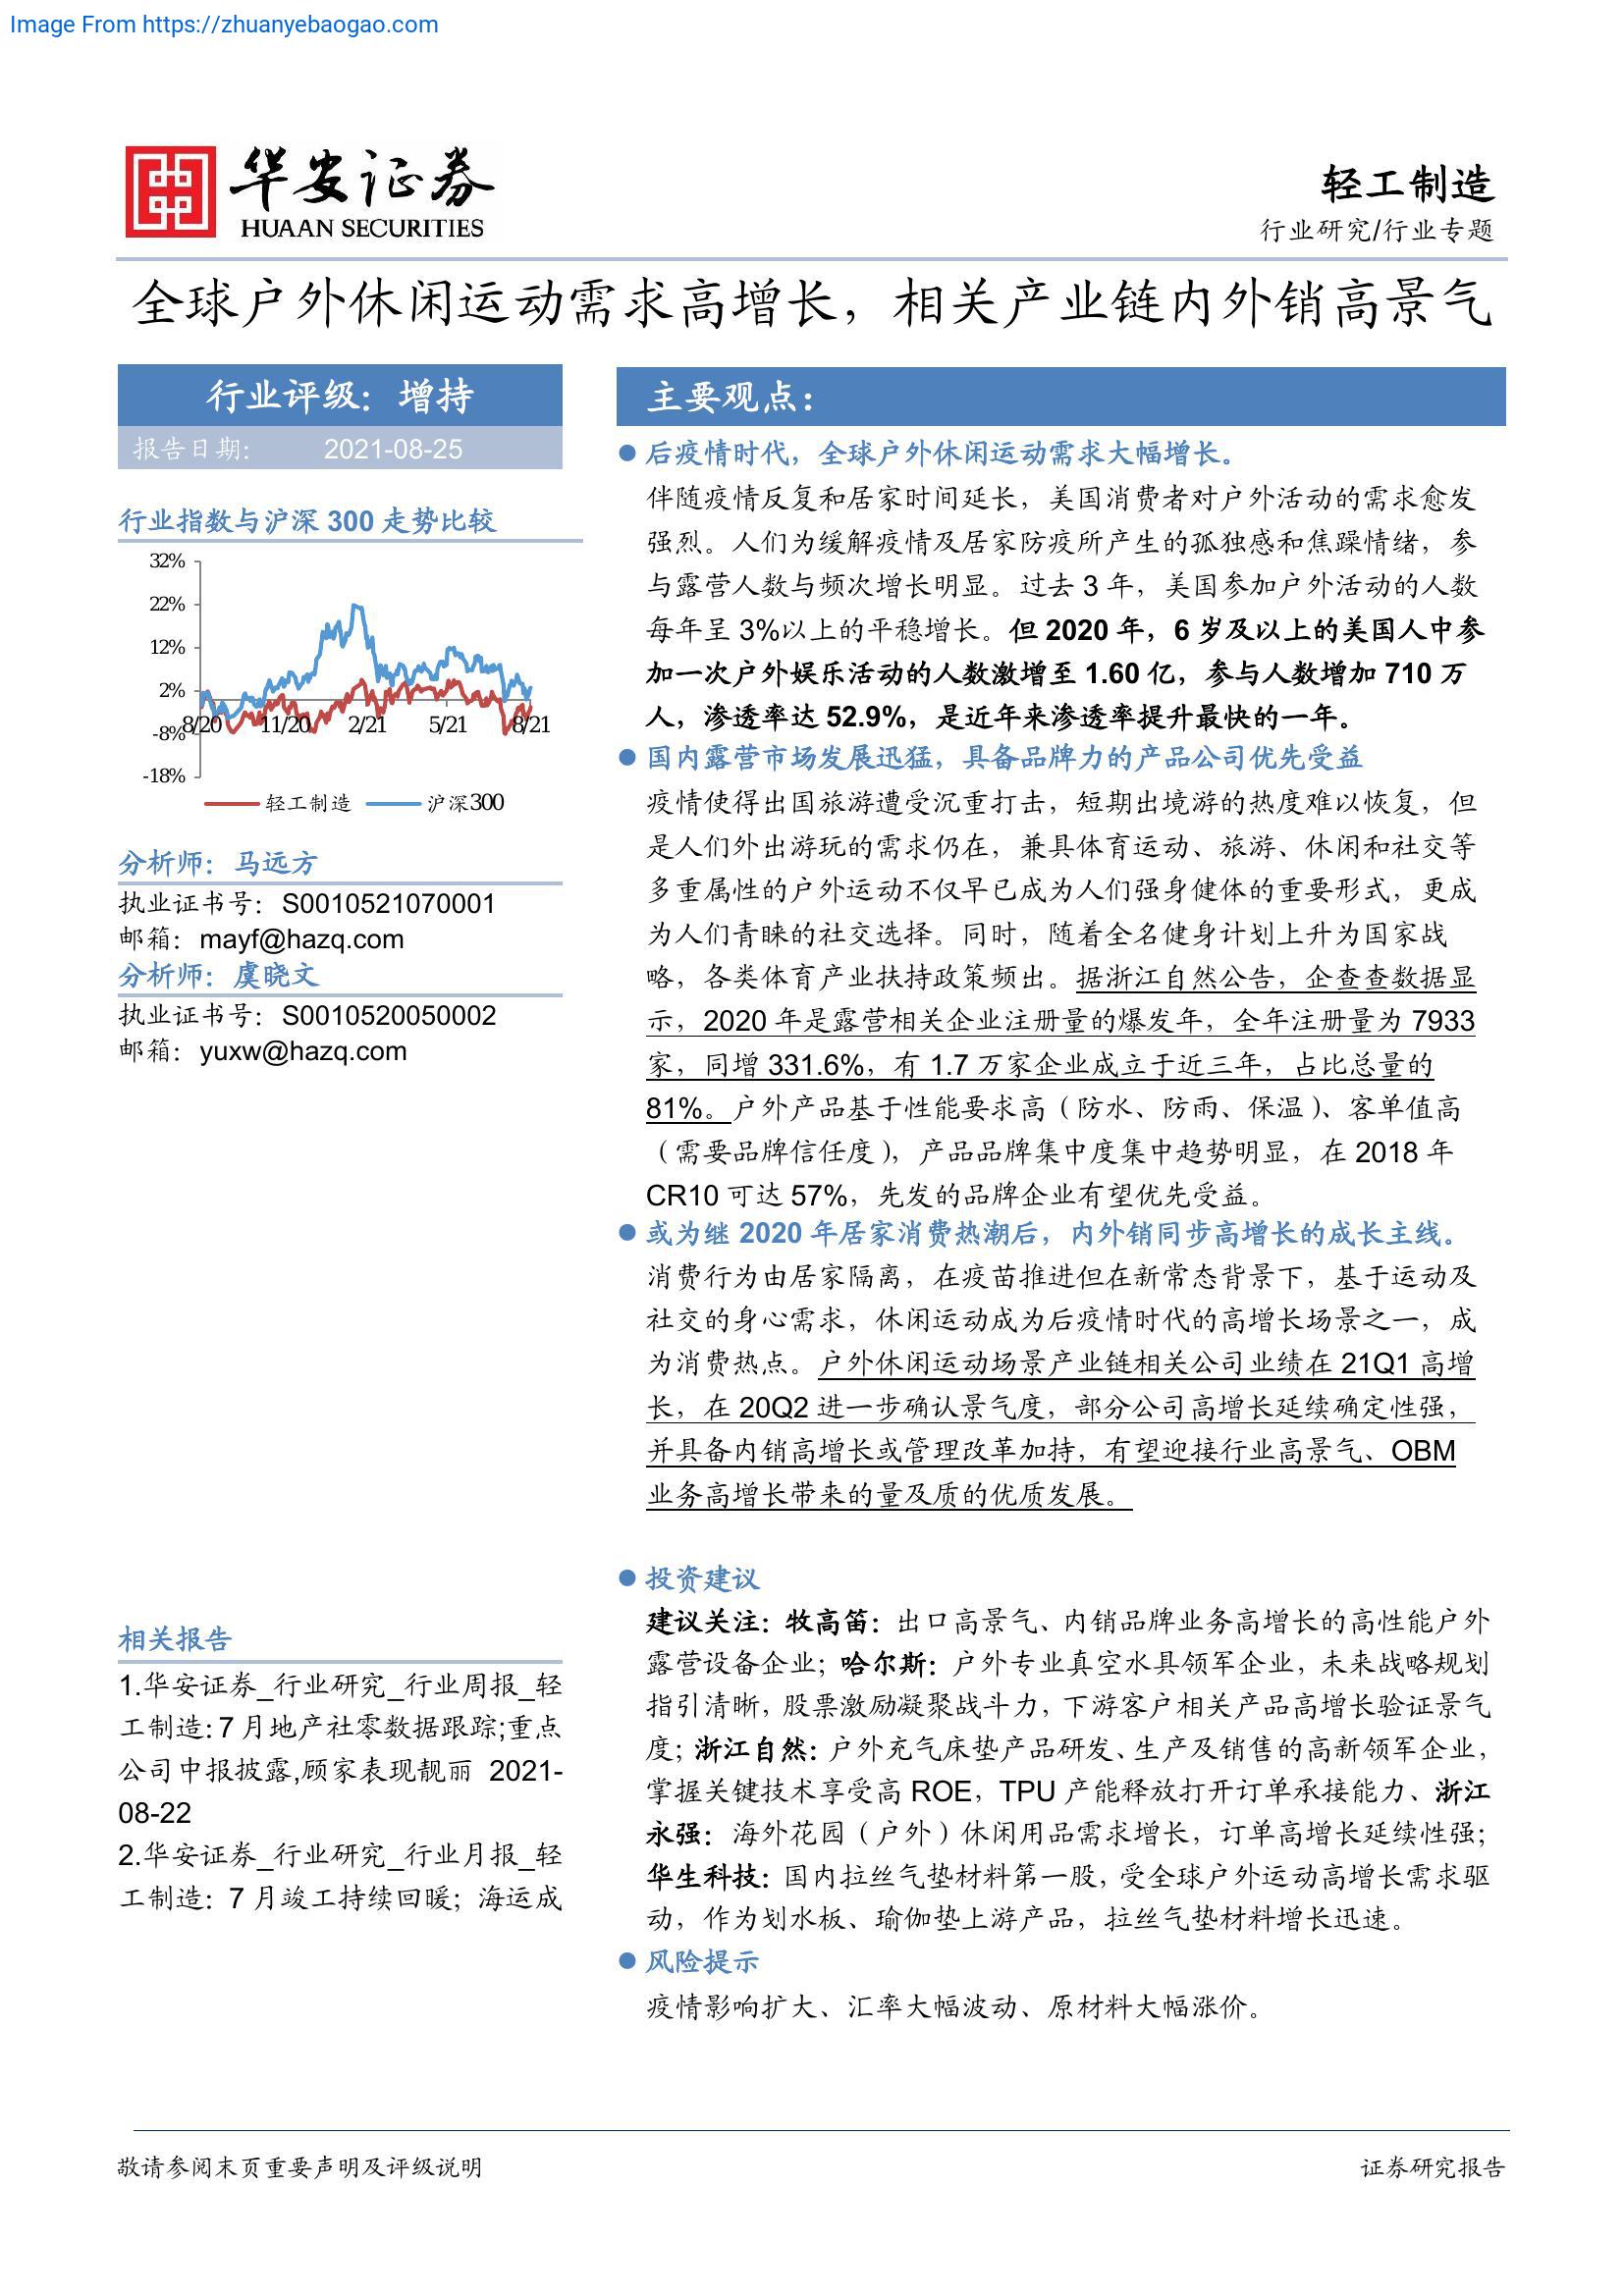 Image From https://zhuanyebaogao.com
华安证券
HUAAN SECURITIES
轻工制造
行业研究/行业专题
全球户外休闲运动需求高增长，相关产业链内外销高景气
行业评级：增持
报告日期： 2021-08-25
行业指数与沪深 300 走势比较
32%
22%
12%
2%
-8%
-18%
8/20 11/20 2/21 5/21 8/21
轻工制造 沪深300
分析师：马远方
执业证书号：S0010521070001
邮箱：mayf@hazq.com
分析师：虞晓文
执业证书号：S0010520050002
邮箱：yuxw@hazq.com
相关报告
1.华安证券_行业研究_行业周报_轻
工制造：7 月地产社零数据跟踪;重点
公司中报披露,顾家表现靓丽 2021-
08-22
2.华安证券_行业研究_行业月报_轻
工制造：7 月竣工持续回暖；海运成
主要观点：
● 后疫情时代，全球户外休闲运动需求大幅增长。
伴随疫情反复和居家时间延长，美国消费者对户外活动的需求愈发
强烈。人们为缓解疫情及居家防疫所产生的孤独感和焦躁情绪，参
与露营人数与频次增长明显。过去 3 年，美国参加户外活动的人数
每年呈 3%以上的平稳增长。但 2020 年，6 岁及以上的美国人中参
加一次户外娱乐活动的人数激增至 1.60 亿，参与人数增加 710 万
人，渗透率达 52.9%，是近年来渗透率提升最快的一年。
● 国内露营市场发展迅猛，具备品牌力的产品公司优先受益
疫情使得出国旅游遭受沉重打击，短期出境游的热度难以恢复，但
是人们外出游玩的需求仍在，兼具体育运动、旅游、休闲和社交等
多重属性的户外运动不仅早已成为人们强身健体的重要形式，更成
为人们青睐的社交选择。同时，随着全名健身计划上升为国家战
略，各类体育产业扶持政策频出。据浙江自然公告，企查查数据显
示，2020 年是露营相关企业注册量的爆发年，全年注册量为 7933
家，同增 331.6%，有 1.7 万家企业成立于近三年，占比总量的
81%。户外产品基于性能要求高（防水、防雨、保温）、客单值高
（需要品牌信任度），产品品牌集中度集中趋势明显，在 2018 年
CR10 可达 57%，先发的品牌企业有望优先受益。
● 或为继 2020 年居家消费热潮后，内外销同步高增长的成长主线。
消费行为由居家隔离，在疫苗推进但在新常态背景下，基于运动及
社交的身心需求，休闲运动成为后疫情时代的高增长场景之一，成
为消费热点。户外休闲运动场景产业链相关公司业绩在 21Q1 高增
长，在 20Q2 进一步确认景气度，部分公司高增长延续确定性强，
并具备内销高增长或管理改革加持，有望迎接行业高景气、OBM
业务高增长带来的量及质的优质发展。
● 投资建议
建议关注：牧高笛：出口高景气、内销品牌业务高增长的高性能户外
露营设备企业；哈尔斯：户外专业真空水具领军企业，未来战略规划
指引清晰，股票激励凝聚战斗力，下游客户相关产品高增长验证景气
度；浙江自然：户外充气床垫产品研发、生产及销售的高新领军企业，
掌握关键技术享受高 ROE，TPU 产能释放打开订单承接能力、浙江
永强：海外花园（户外）休闲用品需求增长，订单高增长延续性强；
华生科技：国内拉丝气垫材料第一股，受全球户外运动高增长需求驱
动，作为划水板、瑜伽垫上游产品，拉丝气垫材料增长迅速。
● 风险提示
疫情影响扩大、汇率大幅波动、原材料大幅涨价。
敬请参阅末页重要声明及评级说明
证券研究报告